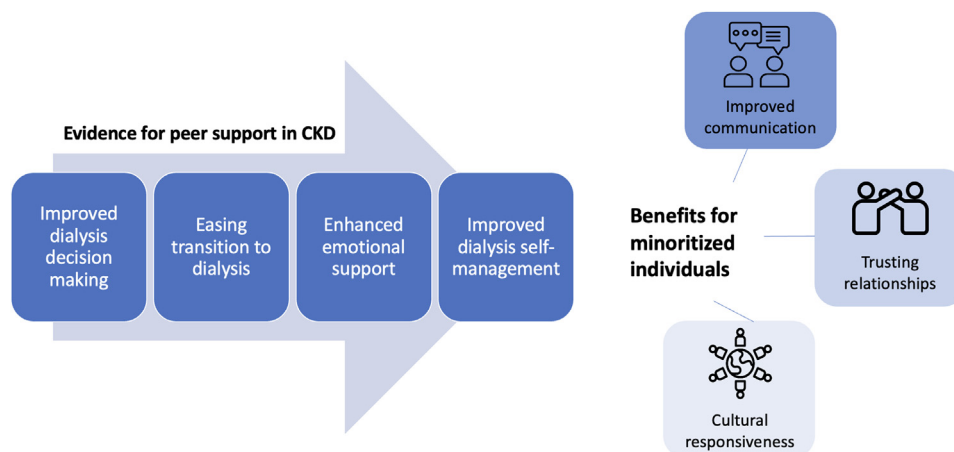 Evidence for peer support in CKD
Improved
dialysis
decision
making
Easing
transition to
dialysis
Enhanced
emotional
support
Improved
dialysis self-
management
Benefits for
minoritized
individuals
Improved
communication
Trusting
relationships
Cultural
responsiveness